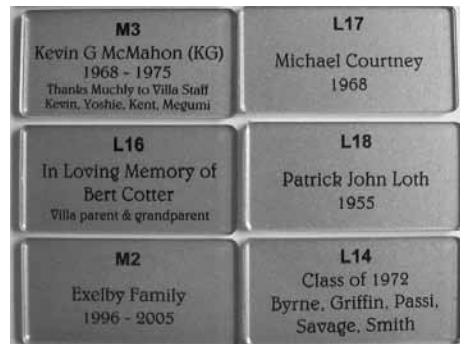 M3
Kevin G McMahon (KG)
1968 - 1975
Thanks Muchly to Villa Staff
Kevin, Yoshie, Kent, Megumi
L17
Michael Courtney
1968
L16
In Loving Memory of
Bert Cotter
Villa parent & grandparent
L18
Patrick John Loth
1955
M2
Exelby Family
1996 - 2005
L14
Class of 1972
Byrne, Griffin, Passi,
Savage, Smith